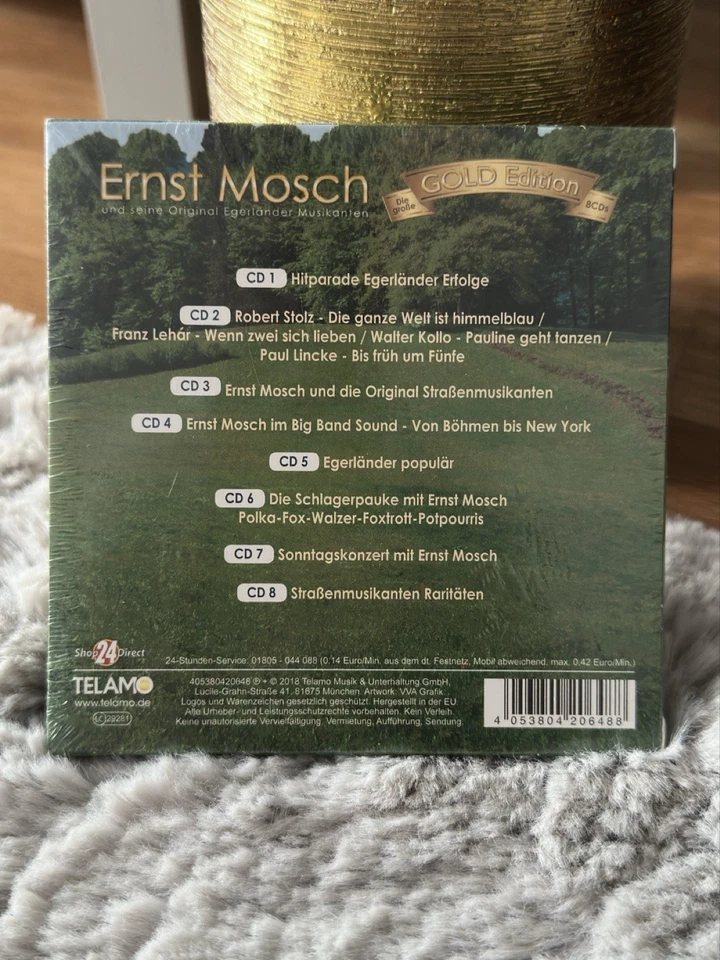 Ernst Mosch
und seine Original Egerländer Musikanten
Die große
GOLD Edition
8CDs
CD 1 Hitparade Egerländer Erfolge
CD 2 Robert Stolz - Die ganze Welt ist himmelblau /
Franz Lehár - Wenn zwei sich lieben / Walter Kollo - Pauline geht tanzen /
Paul Lincke - Bis früh um Fünfe
CD 3 Ernst Mosch und die Original Straßenmusikanten
CD 4 Ernst Mosch im Big Band Sound - Von Böhmen bis New York
CD 5 Egerländer populär
CD 6 Die Schlagerpauke mit Ernst Mosch
Polka-Fox-Walzer-Foxtrott-Potpourris
CD 7 Sonntagskonzert mit Ernst Mosch
CD 8 Straßenmusikanten Raritäten
Shop24Direct
24-Stunden-Service: 01805 - 044 088 (0.14 Euro/Min. aus dem dt. Festnetz, Mobil abweichend, max. 0.42 Euro/Min.)
TELAMO
www.telamo.de
LC 29281
405380420648 ℗ + © 2018 Telamo Musik & Unterhaltung GmbH,
Lucile-Grahn-Straße 41, 81675 München. Artwork: VVA Grafik.
Logos und Warenzeichen gesetzlich geschützt. Hergestellt in der EU.
Alle Urheber- und Leistungsschutzrechte vorbehalten. Kein Verleih.
Keine unautorisierte Vervielfältigung, Vermietung, Aufführung, Sendung.
4 053804 206488